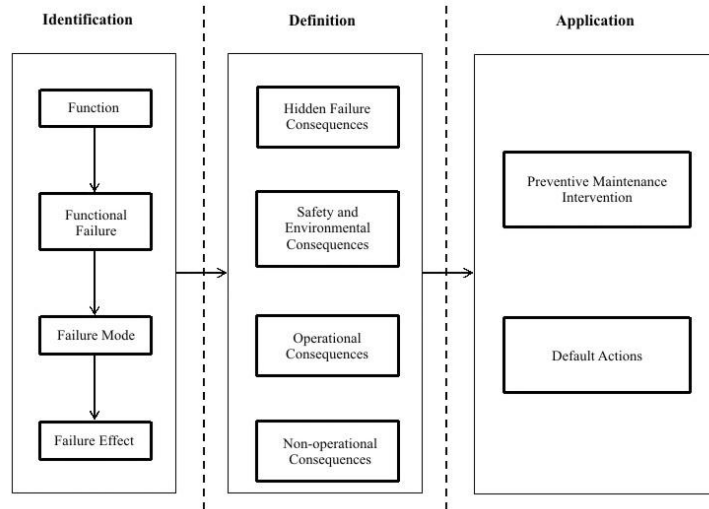 Identification
Function
Functional
Failure
Failure Mode
Failure Effect
Definition
Hidden Failure
Consequences
Safety and
Environmental
Consequences
Operational
Consequences
Non-operational
Consequences
Application
Preventive Maintenance
Intervention
Default Actions